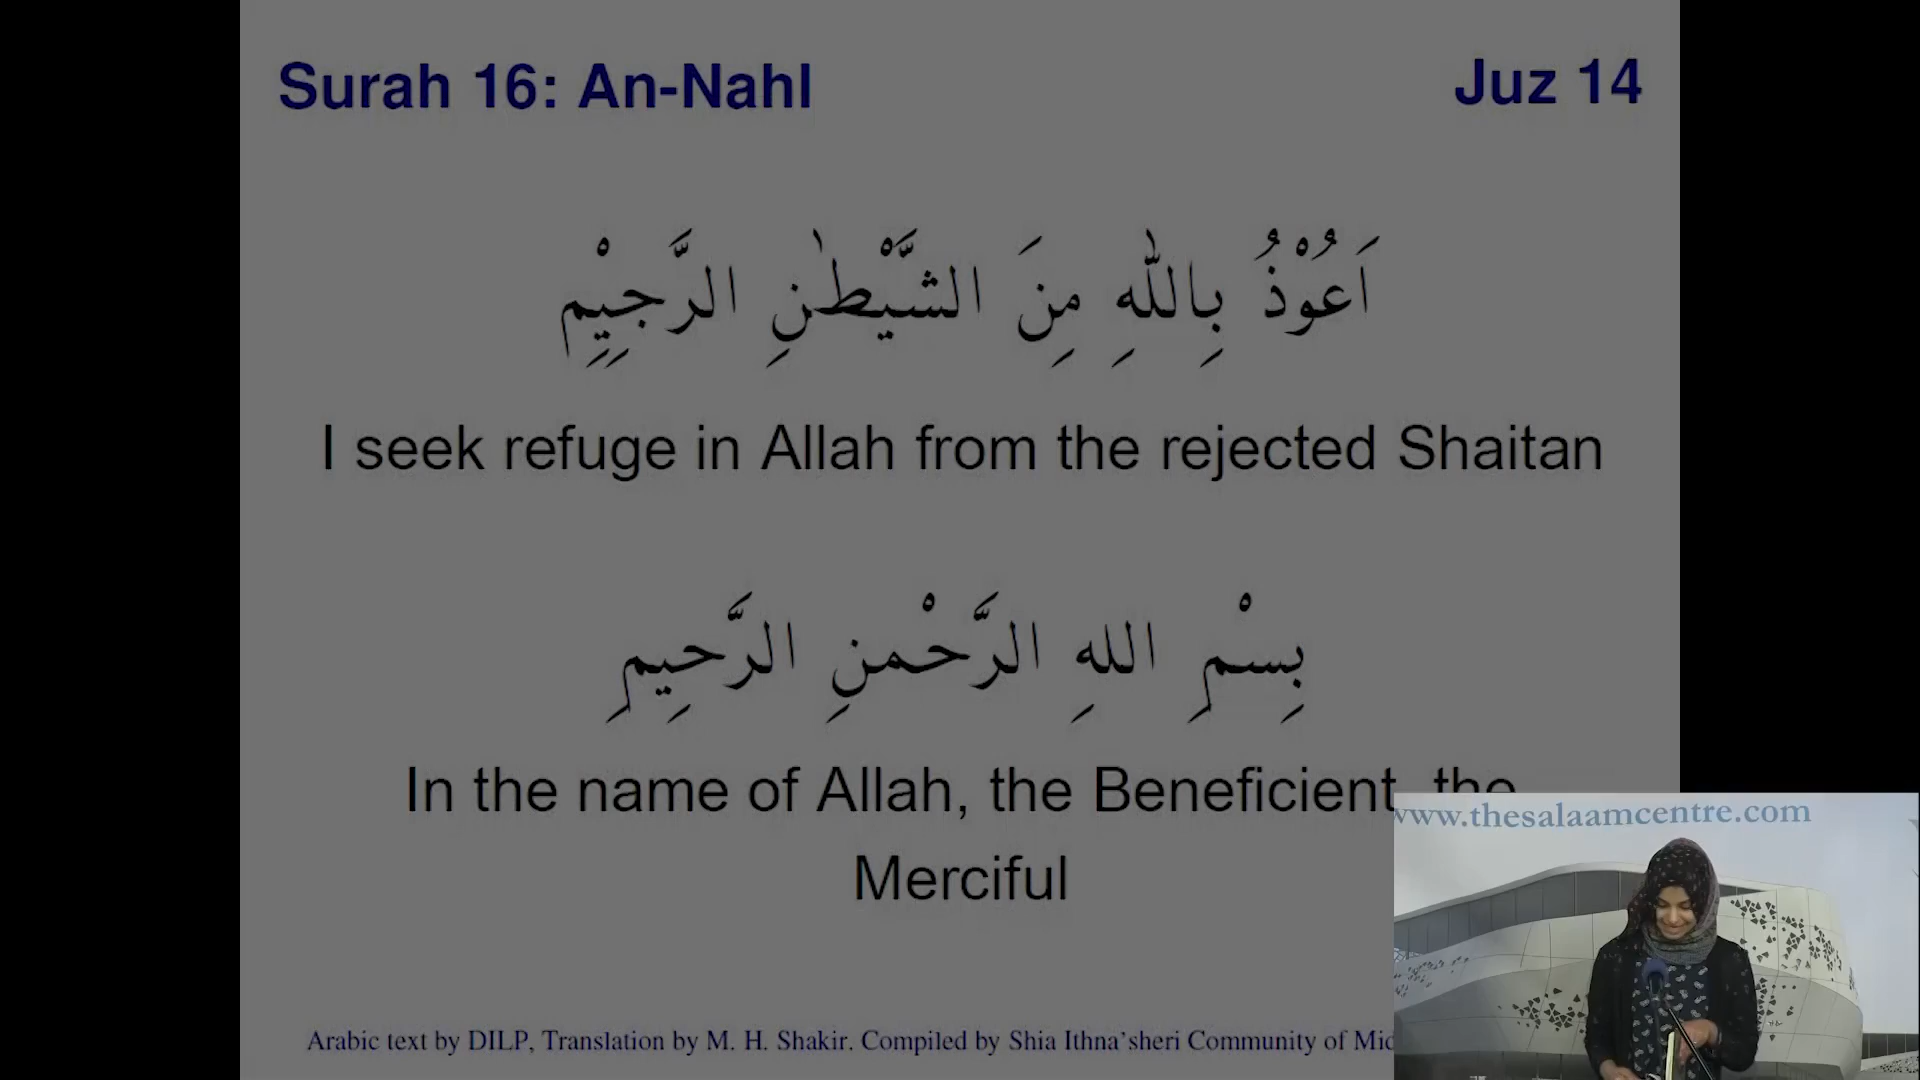 Surah 16: An-Nahl
Juz 14
اَعُوْذُ بِاللّٰهِ مِنَ الشَّيْطٰنِ الرَّجِيْمِ
I seek refuge in Allah from the rejected Shaitan
بِسْمِ اللهِ الرَّحْمنِ الرَّحِيمِ
In the name of Allah, the Beneficient, the
Merciful
www.thesalaamcentre.com
Arabic text by DILP, Translation by M. H. Shakir. Compiled by Shia Ithna'sheri Community of